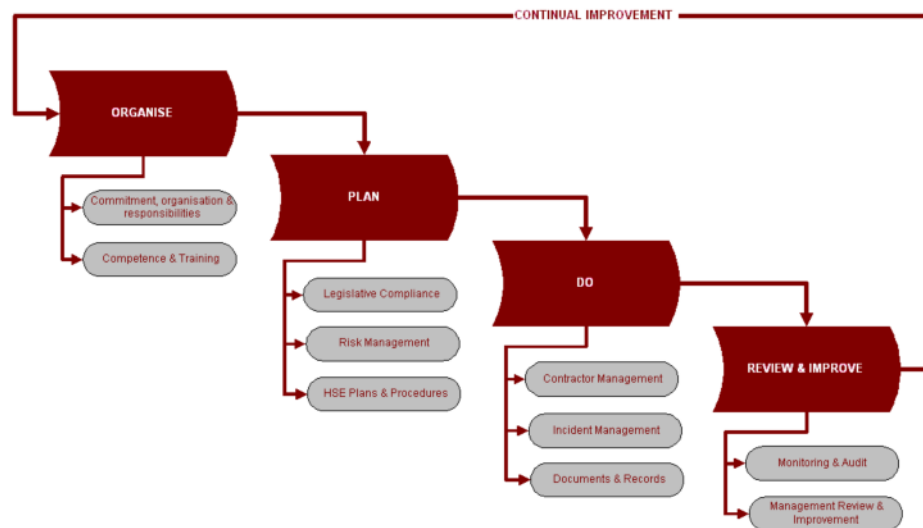 CONTINUAL IMPROVEMENT
ORGANISE
Commitment, organisation &
responsibilities
Competence & Training
PLAN
Legislative Compliance
Risk Management
HSE Plans & Procedures
DO
Contractor Management
Incident Management
Documents & Records
REVIEW & IMPROVE
Monitoring & Audit
Management Review &
Improvement